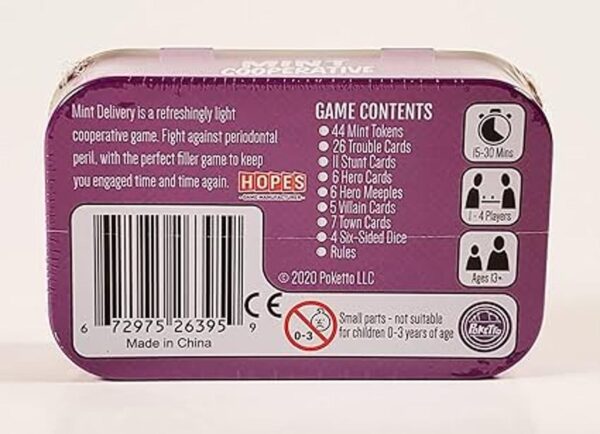 MINT
COOPERATIVE
Mint Delivery is a refreshingly light
cooperative game. Fight against periodontal
peril, with the perfect filler game to keep
you engaged time and time again.
HOPES
GAME MANUFACTURER
GAME CONTENTS
44 Mint Tokens
26 Trouble Cards
11 Stunt Cards
6 Hero Cards
6 Hero Meeples
5 Villain Cards
7 Town Cards
4 Six-Sided Dice
Rules
© 2020 Poketto LLC
15-30 Mins
1 - 4 Players
Ages 13+
6 72975 26395 9
Made in China
CE
0-3
Small parts - not suitable
for children 0-3 years of age
POKETTO